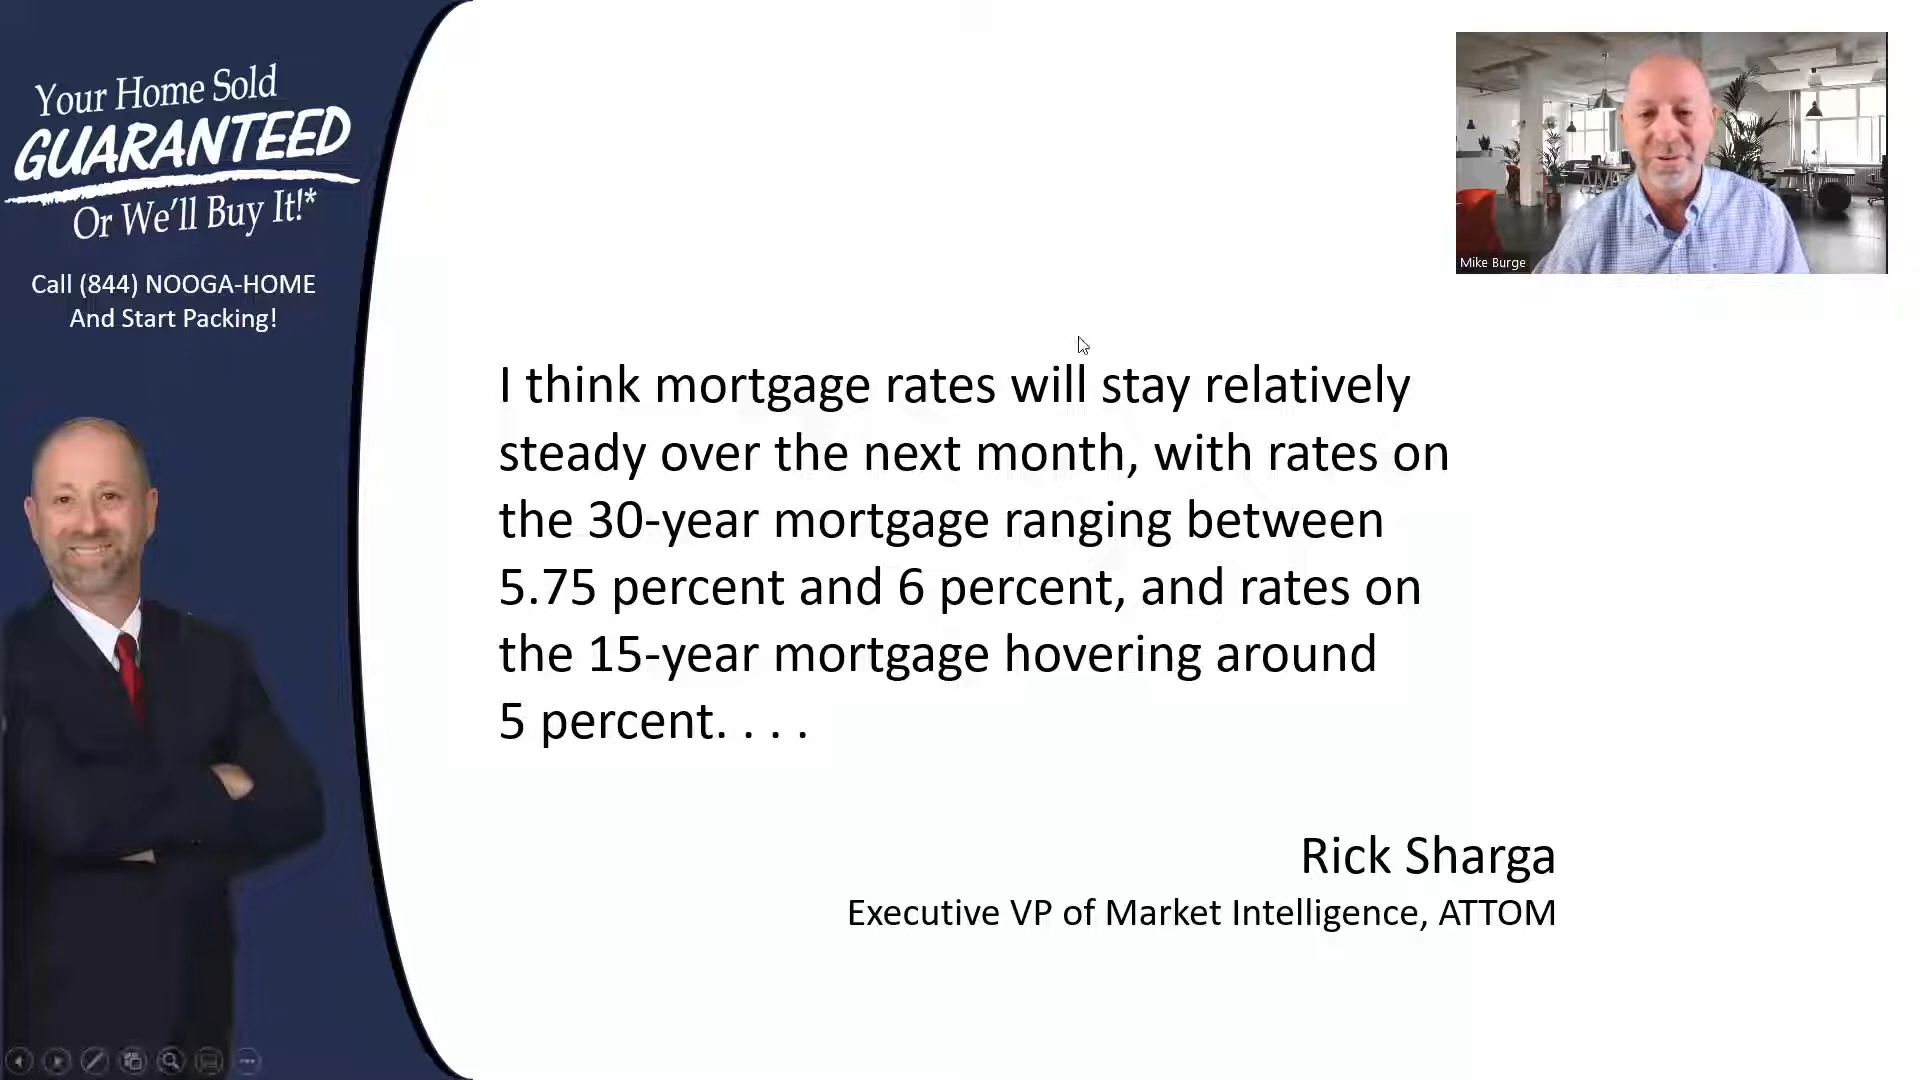 Your Home Sold
GUARANTEED
Or We'll Buy It!*
Call (844) NOOGA-HOME
And Start Packing!
Mike Burge
I think mortgage rates will stay relatively
steady over the next month, with rates on
the 30-year mortgage ranging between
5.75 percent and 6 percent, and rates on
the 15-year mortgage hovering around
5 percent. . . .
Rick Sharga
Executive VP of Market Intelligence, ATTOM